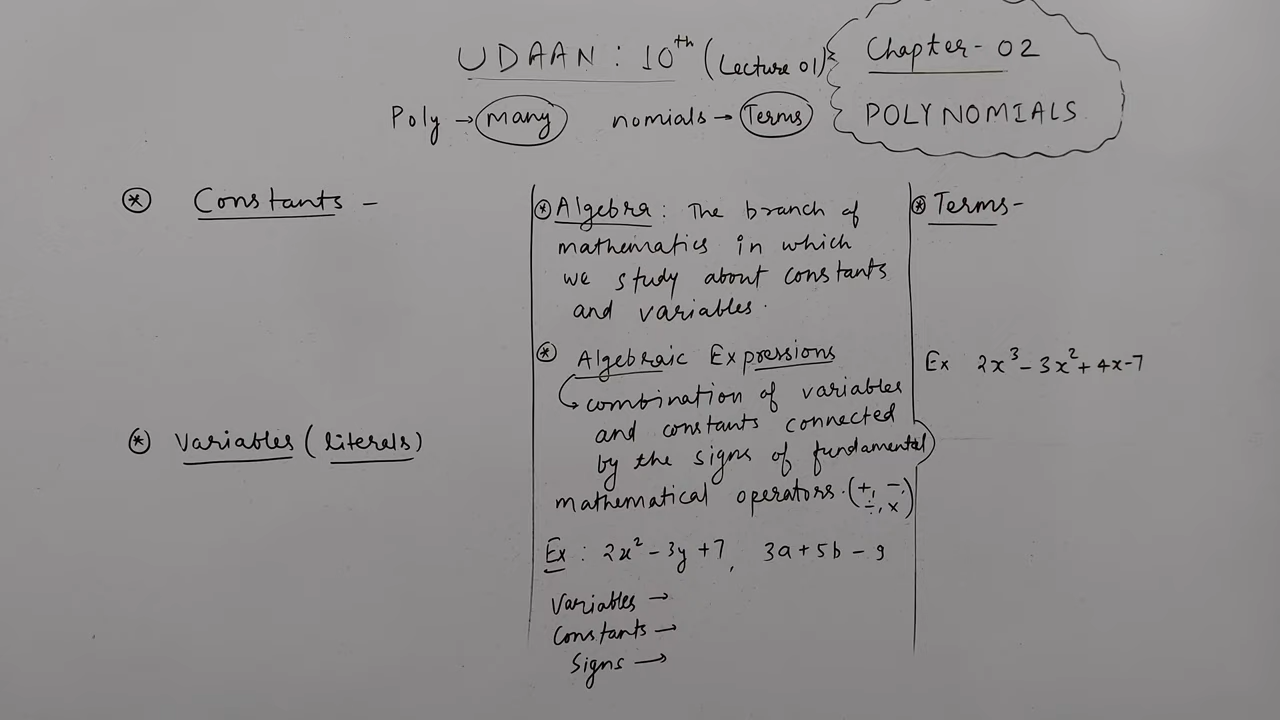 UDAAN : 10th (Lecture 01)
Chapter - 02
POLYNOMIALS
Poly → many nomials → Terms
⊛ Constants -
⊛ Variables (literels)
⊛ Algebra : The branch of
mathematics in which
we study about constants
and variables.
⊛ Algebraic Expressions
↳ combination of variables
and constants connected
by the signs of fundamental
mathematical operators. (+, -, ÷, ×)
Ex : 2x² - 3y + 7, 3a + 5b - 9
Variables →
Constants →
Signs →
⊛ Terms -
Ex 2x³ - 3x² + 4x - 7